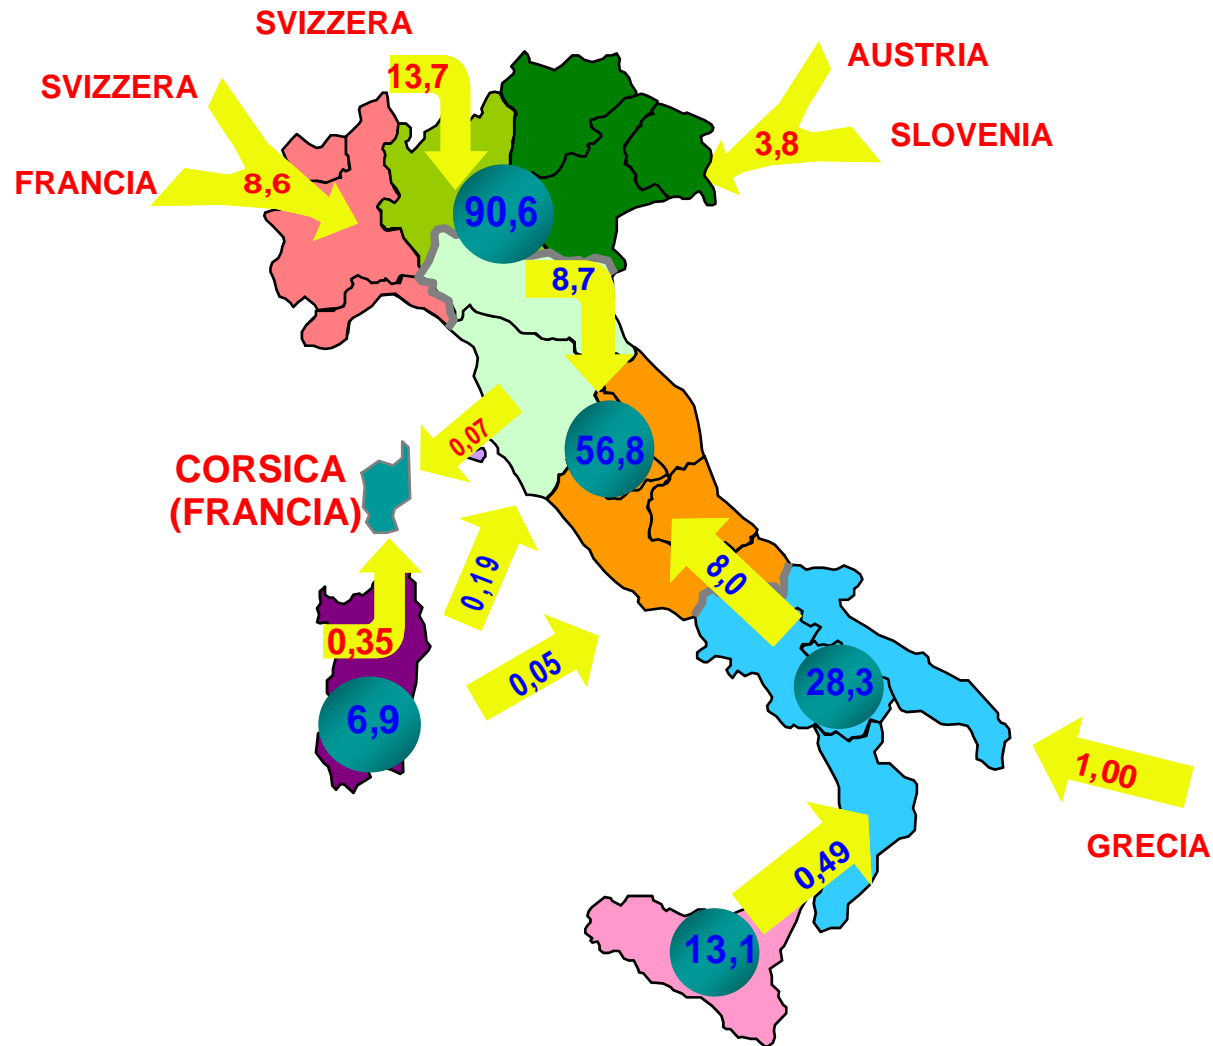 SVIZZERA
13,7
AUSTRIA
SVIZZERA
SLOVENIA
3,8
FRANCIA
8,6
90,6
8,7
0,07
56,8
CORSICA
(FRANCIA)
0,19
8,0
0,35
0,05
28,3
6,9
1,00
GRECIA
0,49
13,1